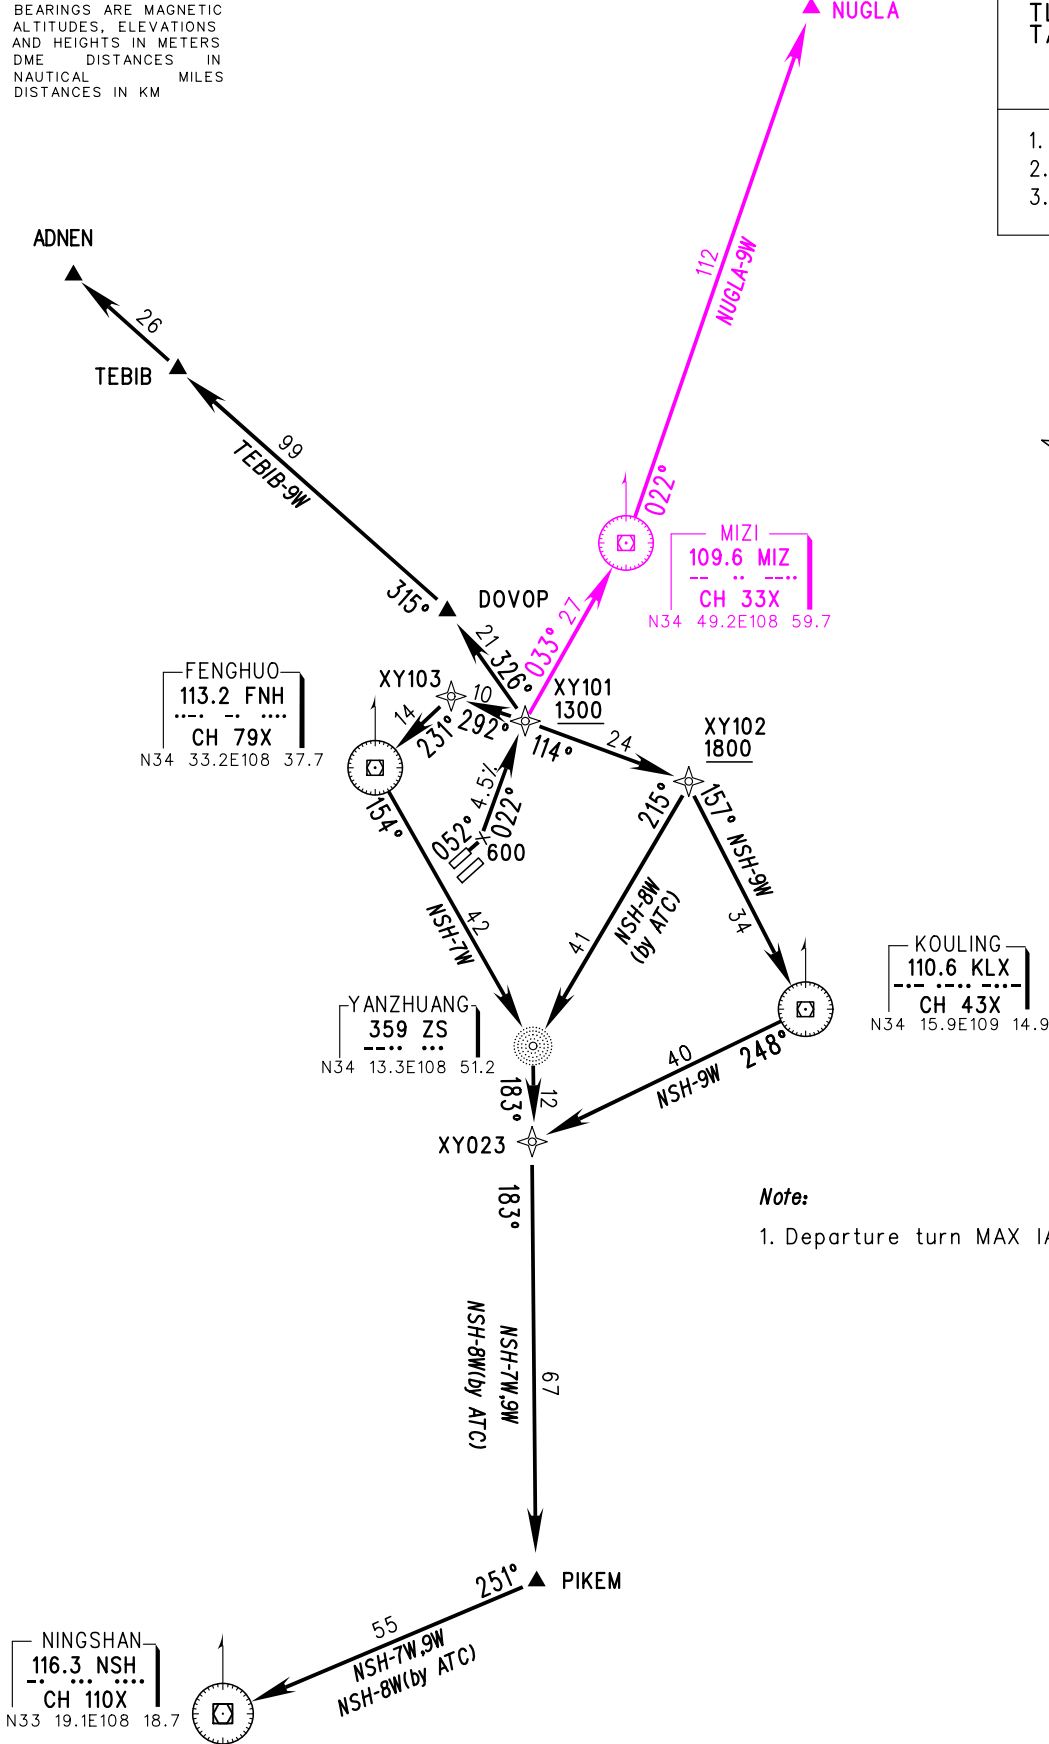 BEARINGS ARE MAGNETIC
ALTITUDES, ELEVATIONS
AND HEIGHTS IN METERS
DME DISTANCES IN
NAUTICAL MILES
DISTANCES IN KM
NUGLA
1.
2.
3.
ADNEN
26
TEBIB
112
NUGLA-9W
99
TEBIB-9W
022°
MIZI
109.6 MIZ
CH 33X
N34 49.2E108 59.7
315°
DOVOP
21
326°
033°
27
FENGHUO
113.2 FNH
CH 79X
N34 33.2E108 37.7
XY103
10
292°
14
231°
XY101
1300
114°
24
XY102
1800
4.5%
022°
052°
600
154°
215°
157°
NSH-9W
34
NSH-7W
42
41
NSH-8W
(by ATC)
KOULING
110.6 KLX
CH 43X
N34 15.9E109 14.9
YANZHUANG
359 ZS
N34 13.3E108 51.2
183°
12
40
248°
NSH-9W
XY023
183°
Note:
1. Departure turn MAX
NSH-7W,9W
NSH-8W(by ATC)
67
251°
PIKEM
55
NSH-7W,9W
NSH-8W(by ATC)
NINGSHAN
116.3 NSH
CH 110X
N33 19.1E108 18.7